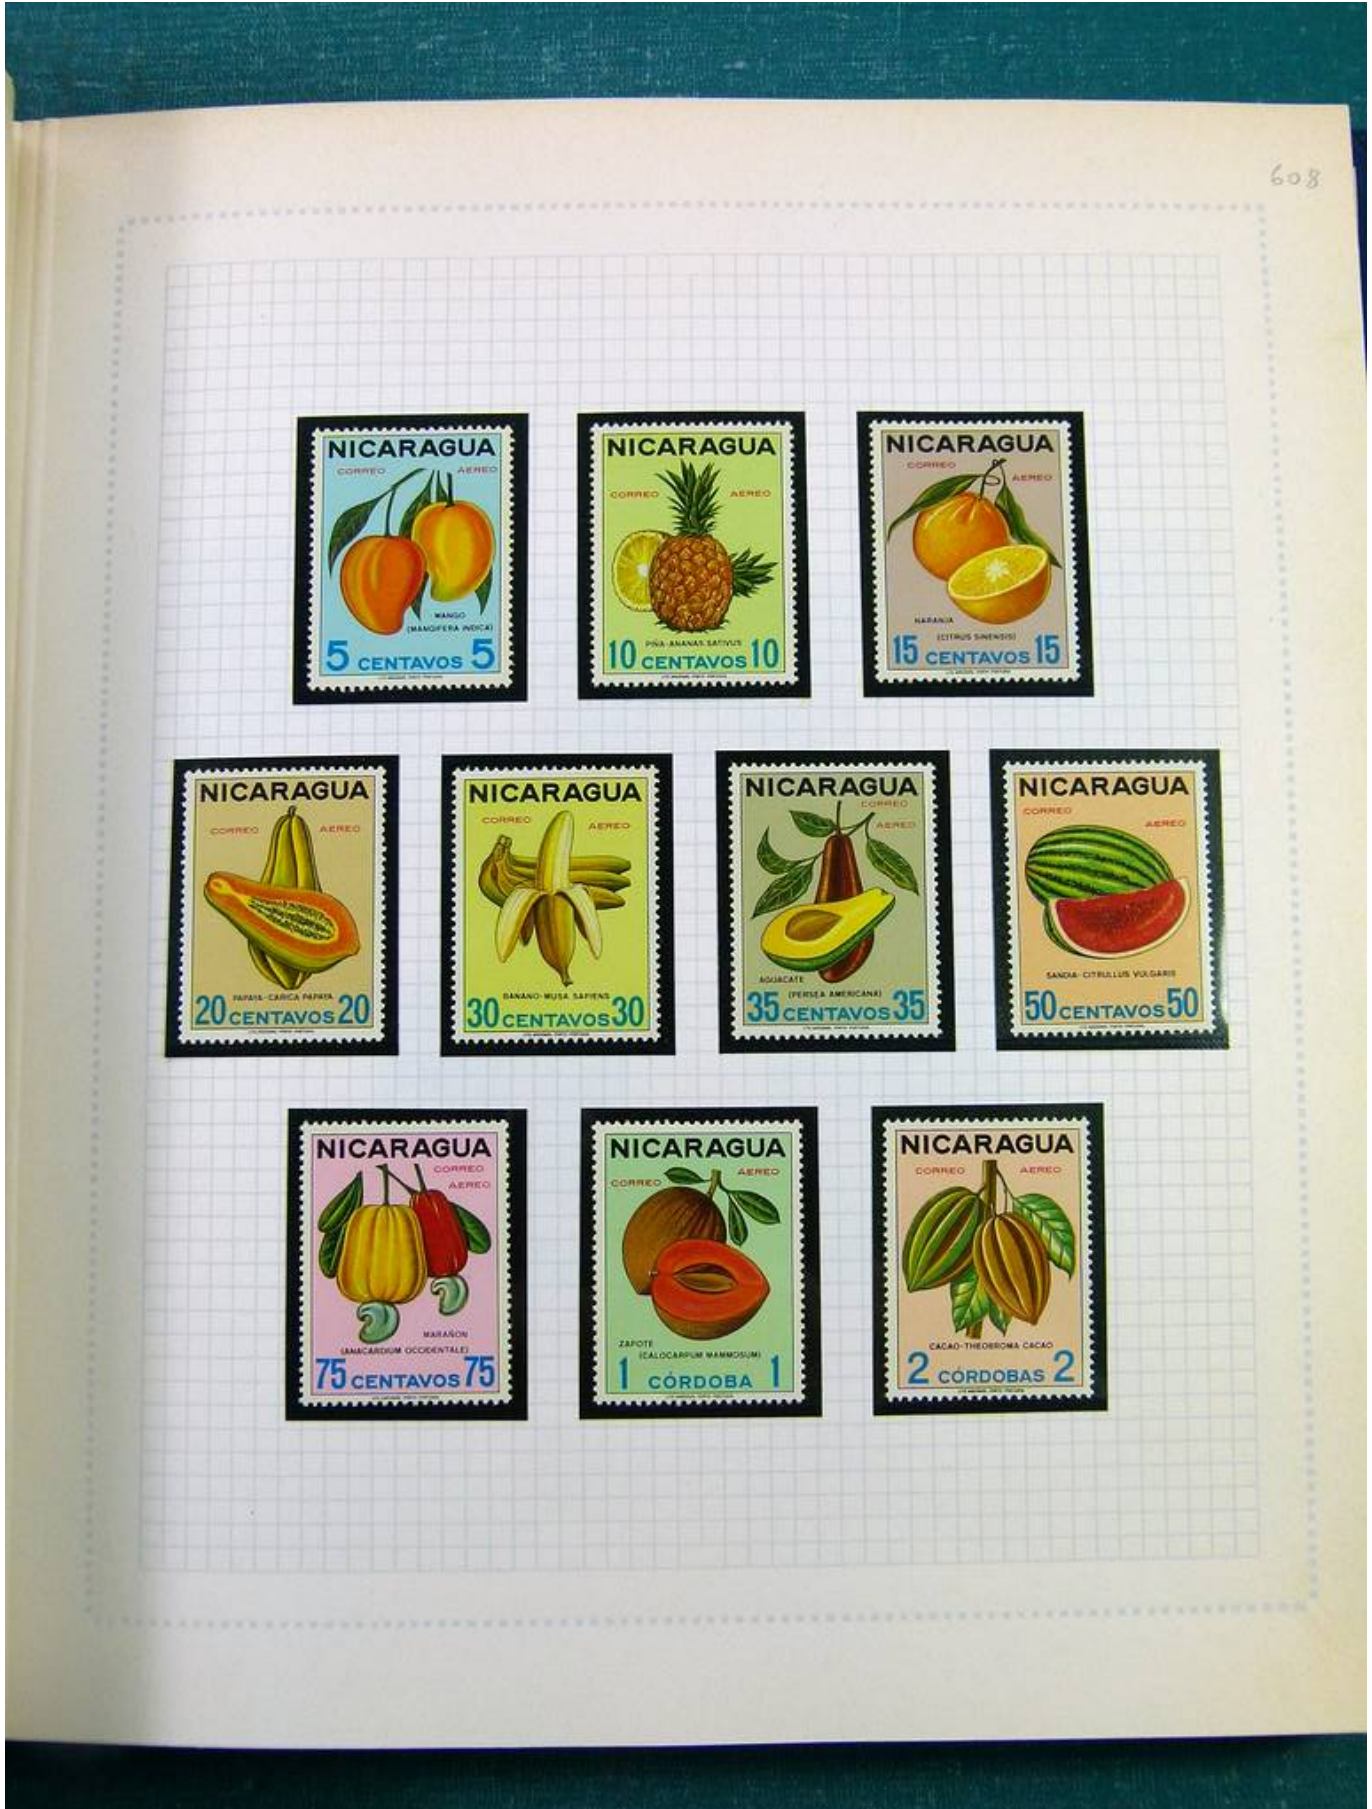 608
NICARAGUA
CORREO AEREO
MANGO
(MANGIFERA INDICA)
5 CENTAVOS 5
NICARAGUA
CORREO AEREO
PIÑA-ANANAS SATIVUS
10 CENTAVOS 10
NICARAGUA
CORREO
AEREO
NARANJA
(CITRUS SINENSIS)
15 CENTAVOS 15
NICARAGUA
CORREO AEREO
PAPAYA-CARICA PAPAYA
20 CENTAVOS 20
NICARAGUA
CORREO AEREO
BANANO-MUSA SAPIENS
30 CENTAVOS 30
NICARAGUA
CORREO
AEREO
AGUACATE
(PERSEA AMERICANA)
35 CENTAVOS 35
NICARAGUA
CORREO
AEREO
SANDIA-CITRULLUS VULGARIS
50 CENTAVOS 50
NICARAGUA
CORREO
AEREO
MARAÑON
(ANACARDIUM OCCIDENTALE)
75 CENTAVOS 75
NICARAGUA
AEREO
CORREO
ZAPOTE
(CALOCARPUM MAMMOSUM)
1 CÓRDOBA 1
NICARAGUA
CORREO AEREO
CACAO-THEOBROMA CACAO
2 CÓRDOBAS 2